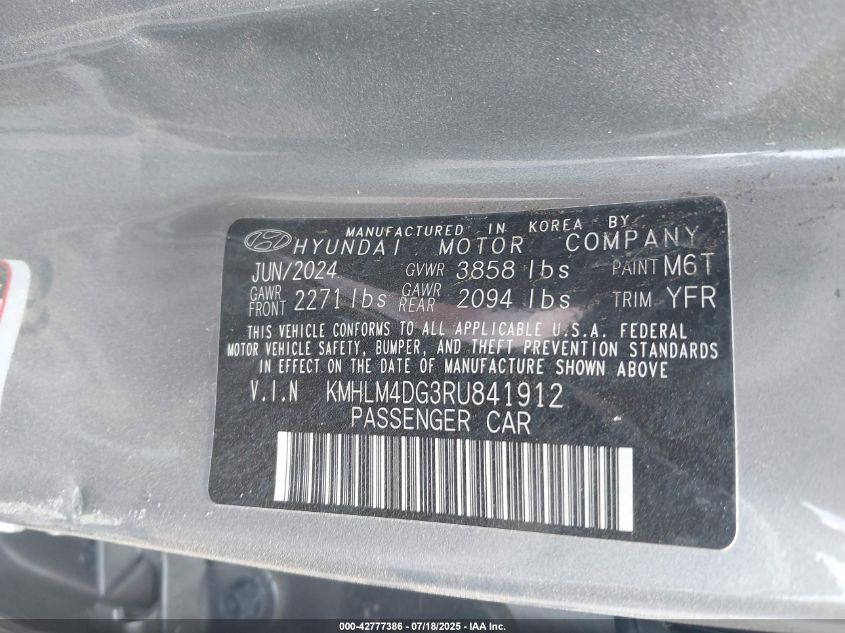 MANUFACTURED IN KOREA BY
HYUNDAI MOTOR COMPANY
JUN/2024 GVWR 3858 lbs PAINT M6T
GAWR FRONT 2271 lbs GAWR REAR 2094 lbs TRIM YFR
THIS VEHICLE CONFORMS TO ALL APPLICABLE U.S.A. FEDERAL
MOTOR VEHICLE SAFETY, BUMPER, AND THEFT PREVENTION STANDARDS
IN EFFECT ON THE DATE OF MANUFACTURE SHOWN ABOVE
V.I.N KMHLM4DG3RU841912
PASSENGER CAR
000-42777386 - 07/18/2025 - IAA Inc.